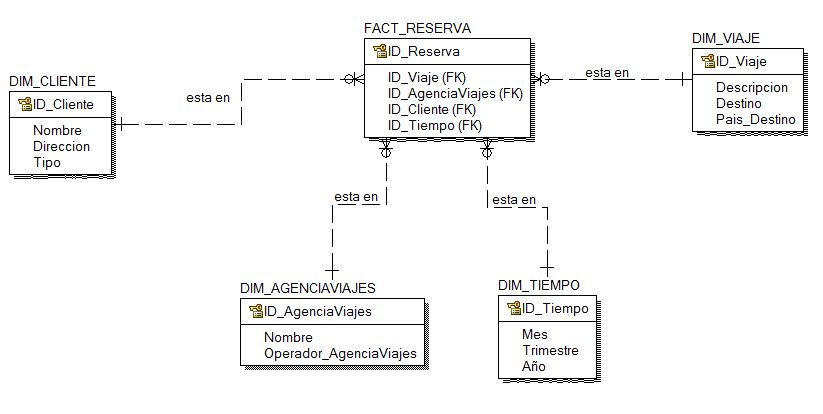 FACT_RESERVA
ID_Reserva
ID_Viaje (FK)
ID_AgenciaViajes (FK)
ID_Cliente (FK)
ID_Tiempo (FK)
DIM_VIAJE
ID_Viaje
Descripcion
Destino
Pais_Destino
DIM_CLIENTE
ID_Cliente
Nombre
Direccion
Tipo
esta en
esta en
esta en
esta en
DIM_AGENCIAVIAJES
ID_AgenciaViajes
Nombre
Operador_AgenciaViajes
DIM_TIEMPO
ID_Tiempo
Mes
Trimestre
Año